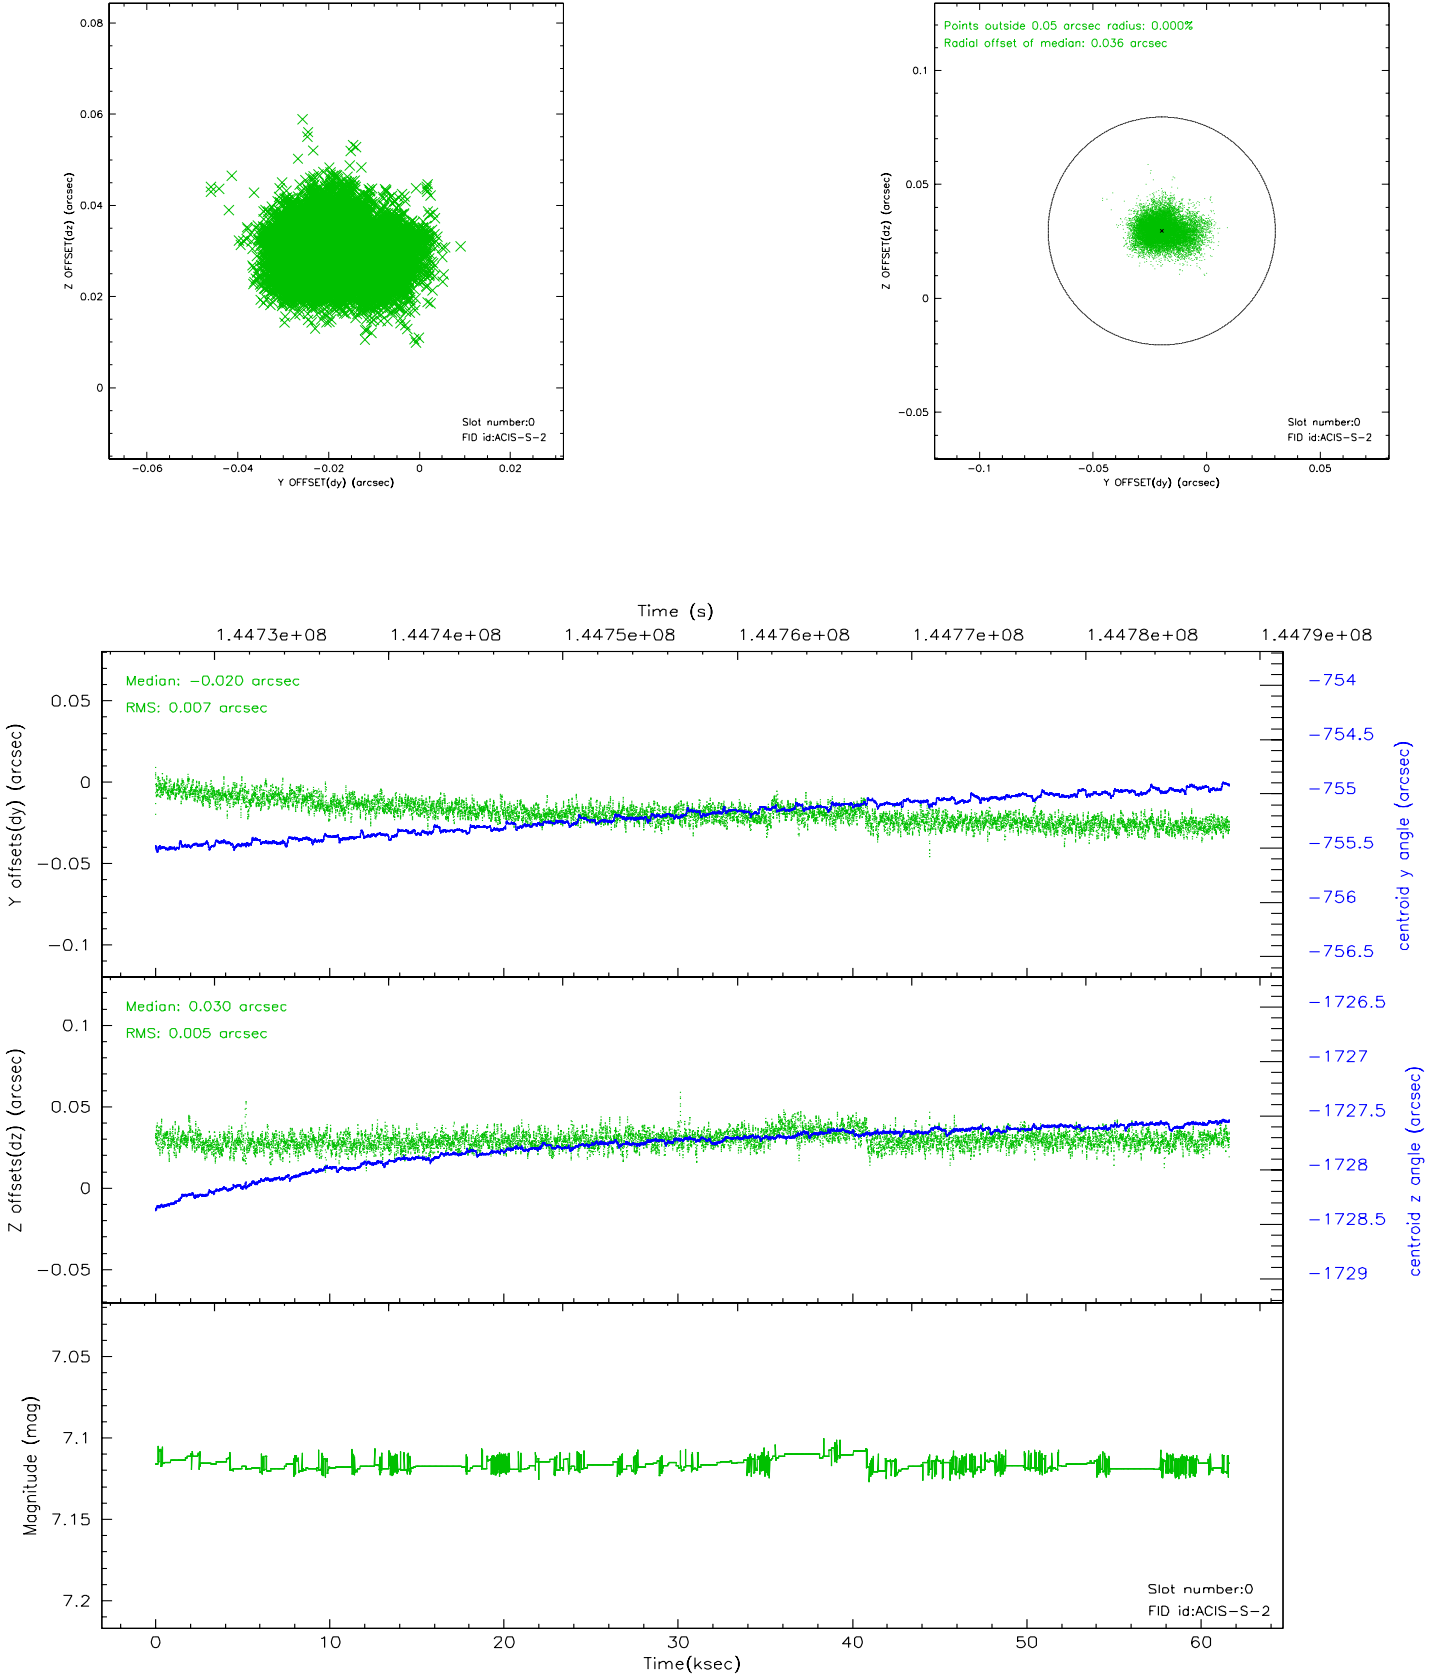 0.08
0.06
0.04
0.02
0
Z OFFSET(dz) (arcsec)
Slot number:0
FID id:ACIS-S-2
-0.06 -0.04 -0.02 0 0.02
Y OFFSET(dy) (arcsec)
Points outside 0.05 arcsec radius: 0.000%
Radial offset of median: 0.036 arcsec
0.1
0.05
0
-0.05
Z OFFSET(dz) (arcsec)
Slot number:0
FID id:ACIS-S-2
-0.1 -0.05 0 0.05
Y OFFSET(dy) (arcsec)
Time (s)
1.4473e+08 1.4474e+08 1.4475e+08 1.4476e+08 1.4477e+08 1.4478e+08 1.4479e+08
Median: -0.020 arcsec
RMS: 0.007 arcsec
0.05
0
-0.05
-0.1
Y offsets(dy) (arcsec)
-754
-754.5
-755
-755.5
-756
-756.5
centroid y angle (arcsec)
Median: 0.030 arcsec
RMS: 0.005 arcsec
0.1
0.05
0
-0.05
Z offsets(dz) (arcsec)
-1726.5
-1727
-1727.5
-1728
-1728.5
-1729
centroid z angle (arcsec)
7.05
7.1
7.15
7.2
Magnitude (mag)
Slot number:0
FID id:ACIS-S-2
0 10 20 30 40 50 60
Time(ksec)